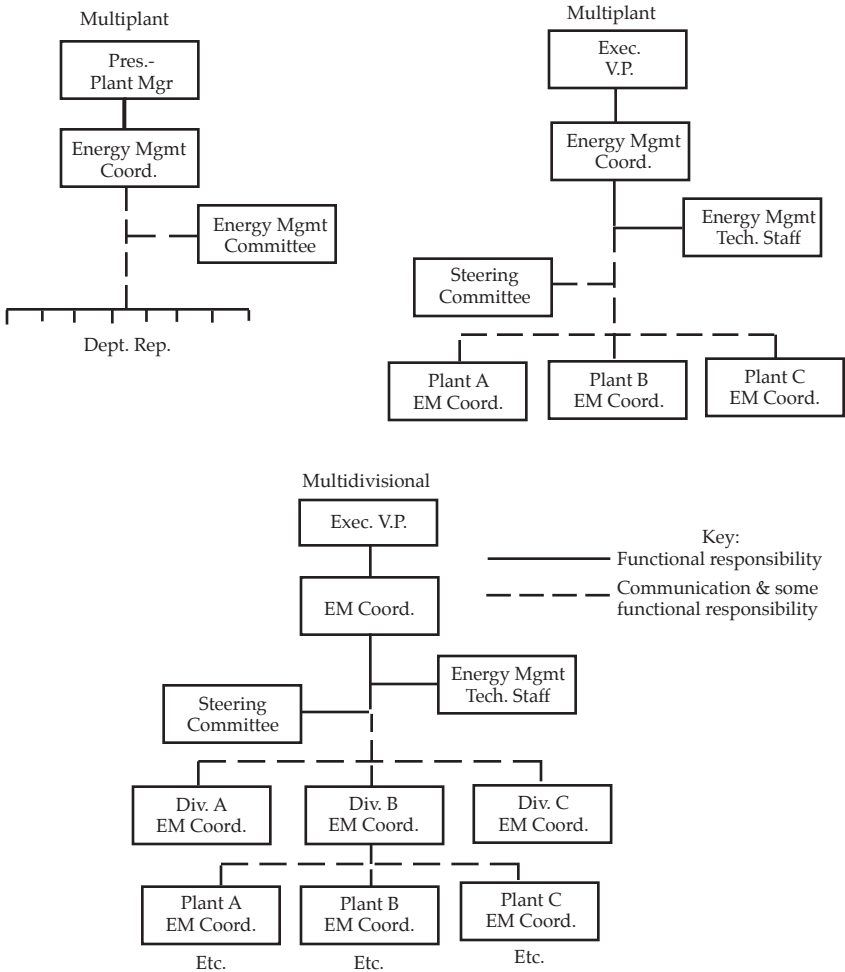 Multiplant
Pres.-
Plant Mgr
Energy Mgmt
Coord.
Energy Mgmt
Committee
Dept. Rep.
Multiplant
Exec.
V.P.
Energy Mgmt
Coord.
Energy Mgmt
Tech. Staff
Steering
Committee
Plant A
EM Coord.
Plant B
EM Coord.
Plant C
EM Coord.
Multidivisional
Exec. V.P.
EM Coord.
Energy Mgmt
Tech. Staff
Steering
Committee
Div. A
EM Coord.
Div. B
EM Coord.
Div. C
EM Coord.
Plant A
EM Coord.
Plant B
EM Coord.
Plant C
EM Coord.
Etc.
Etc.
Etc.
Key:
Functional responsibility
Communication & some
functional responsibility